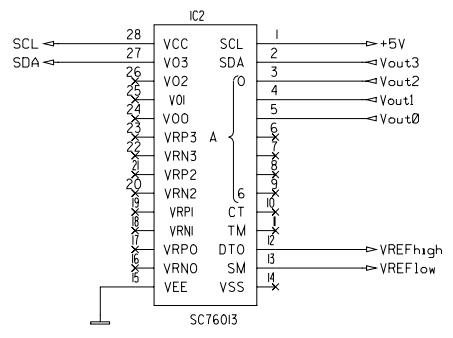 IC2
SCL 28 VCC SCL 1 +5V
SDA 27 VO3 SDA 2 Vout3
26 VO2 0 3 Vout2
25 VO1 4 Vout1
24 VO0 5 Vout0
23 VRP3 A 6
22 VRN3 7
21 VRP2 8
20 VRN2 6 9
19 VRP1 CT 10
18 VRN1 TM 11
17 VRP0 DTO 12 VREFhigh
16 VRN0 SM 13 VREFlow
15 VEE VSS 14
SC76013